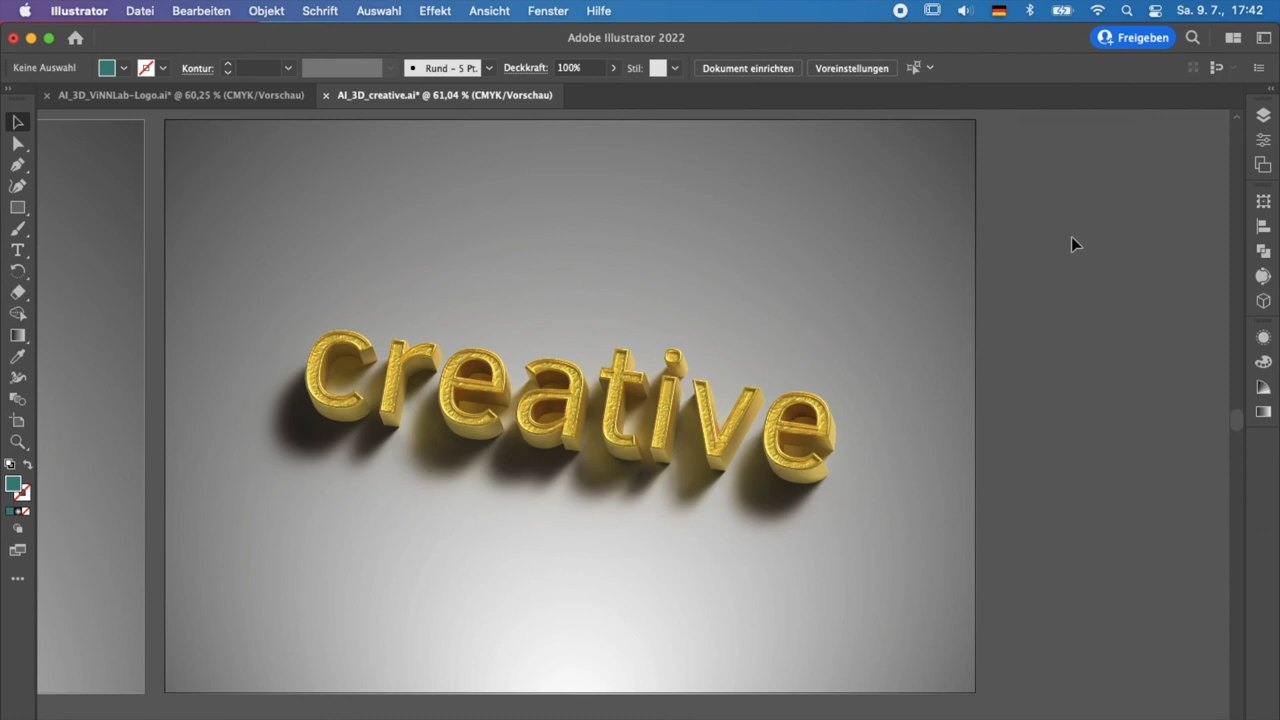 Illustrator Datei Bearbeiten Objekt Schrift Auswahl Effekt Ansicht Fenster Hilfe Sa. 9. 7., 17:42
Adobe Illustrator 2022 Freigeben
Keine Auswahl Kontur: Rund – 5 Pt. Deckkraft: 100% Stil: Dokument einrichten Voreinstellungen
AI_3D_ViNNLab-Logo.ai* @ 60,25 % (CMYK/Vorschau) AI_3D_creative.ai* @ 61,04 % (CMYK/Vorschau)
creative